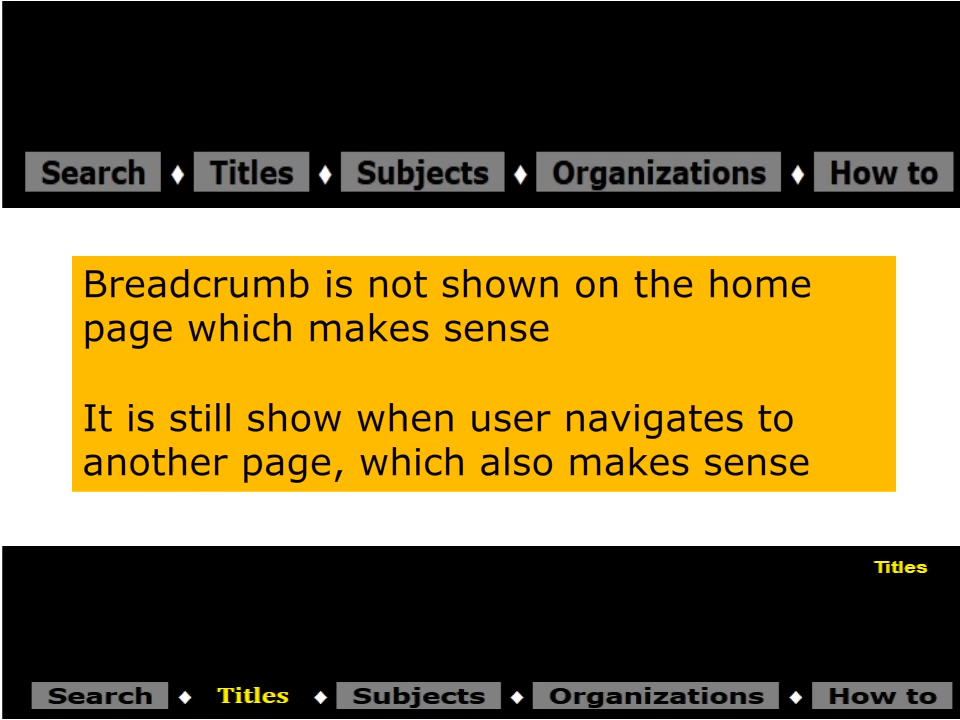 Search ♦ Titles ♦ Subjects ♦ Organizations ♦ How to
Breadcrumb is not shown on the home
page which makes sense
It is still show when user navigates to
another page, which also makes sense
Titles
Search ♦ Titles ♦ Subjects ♦ Organizations ♦ How to